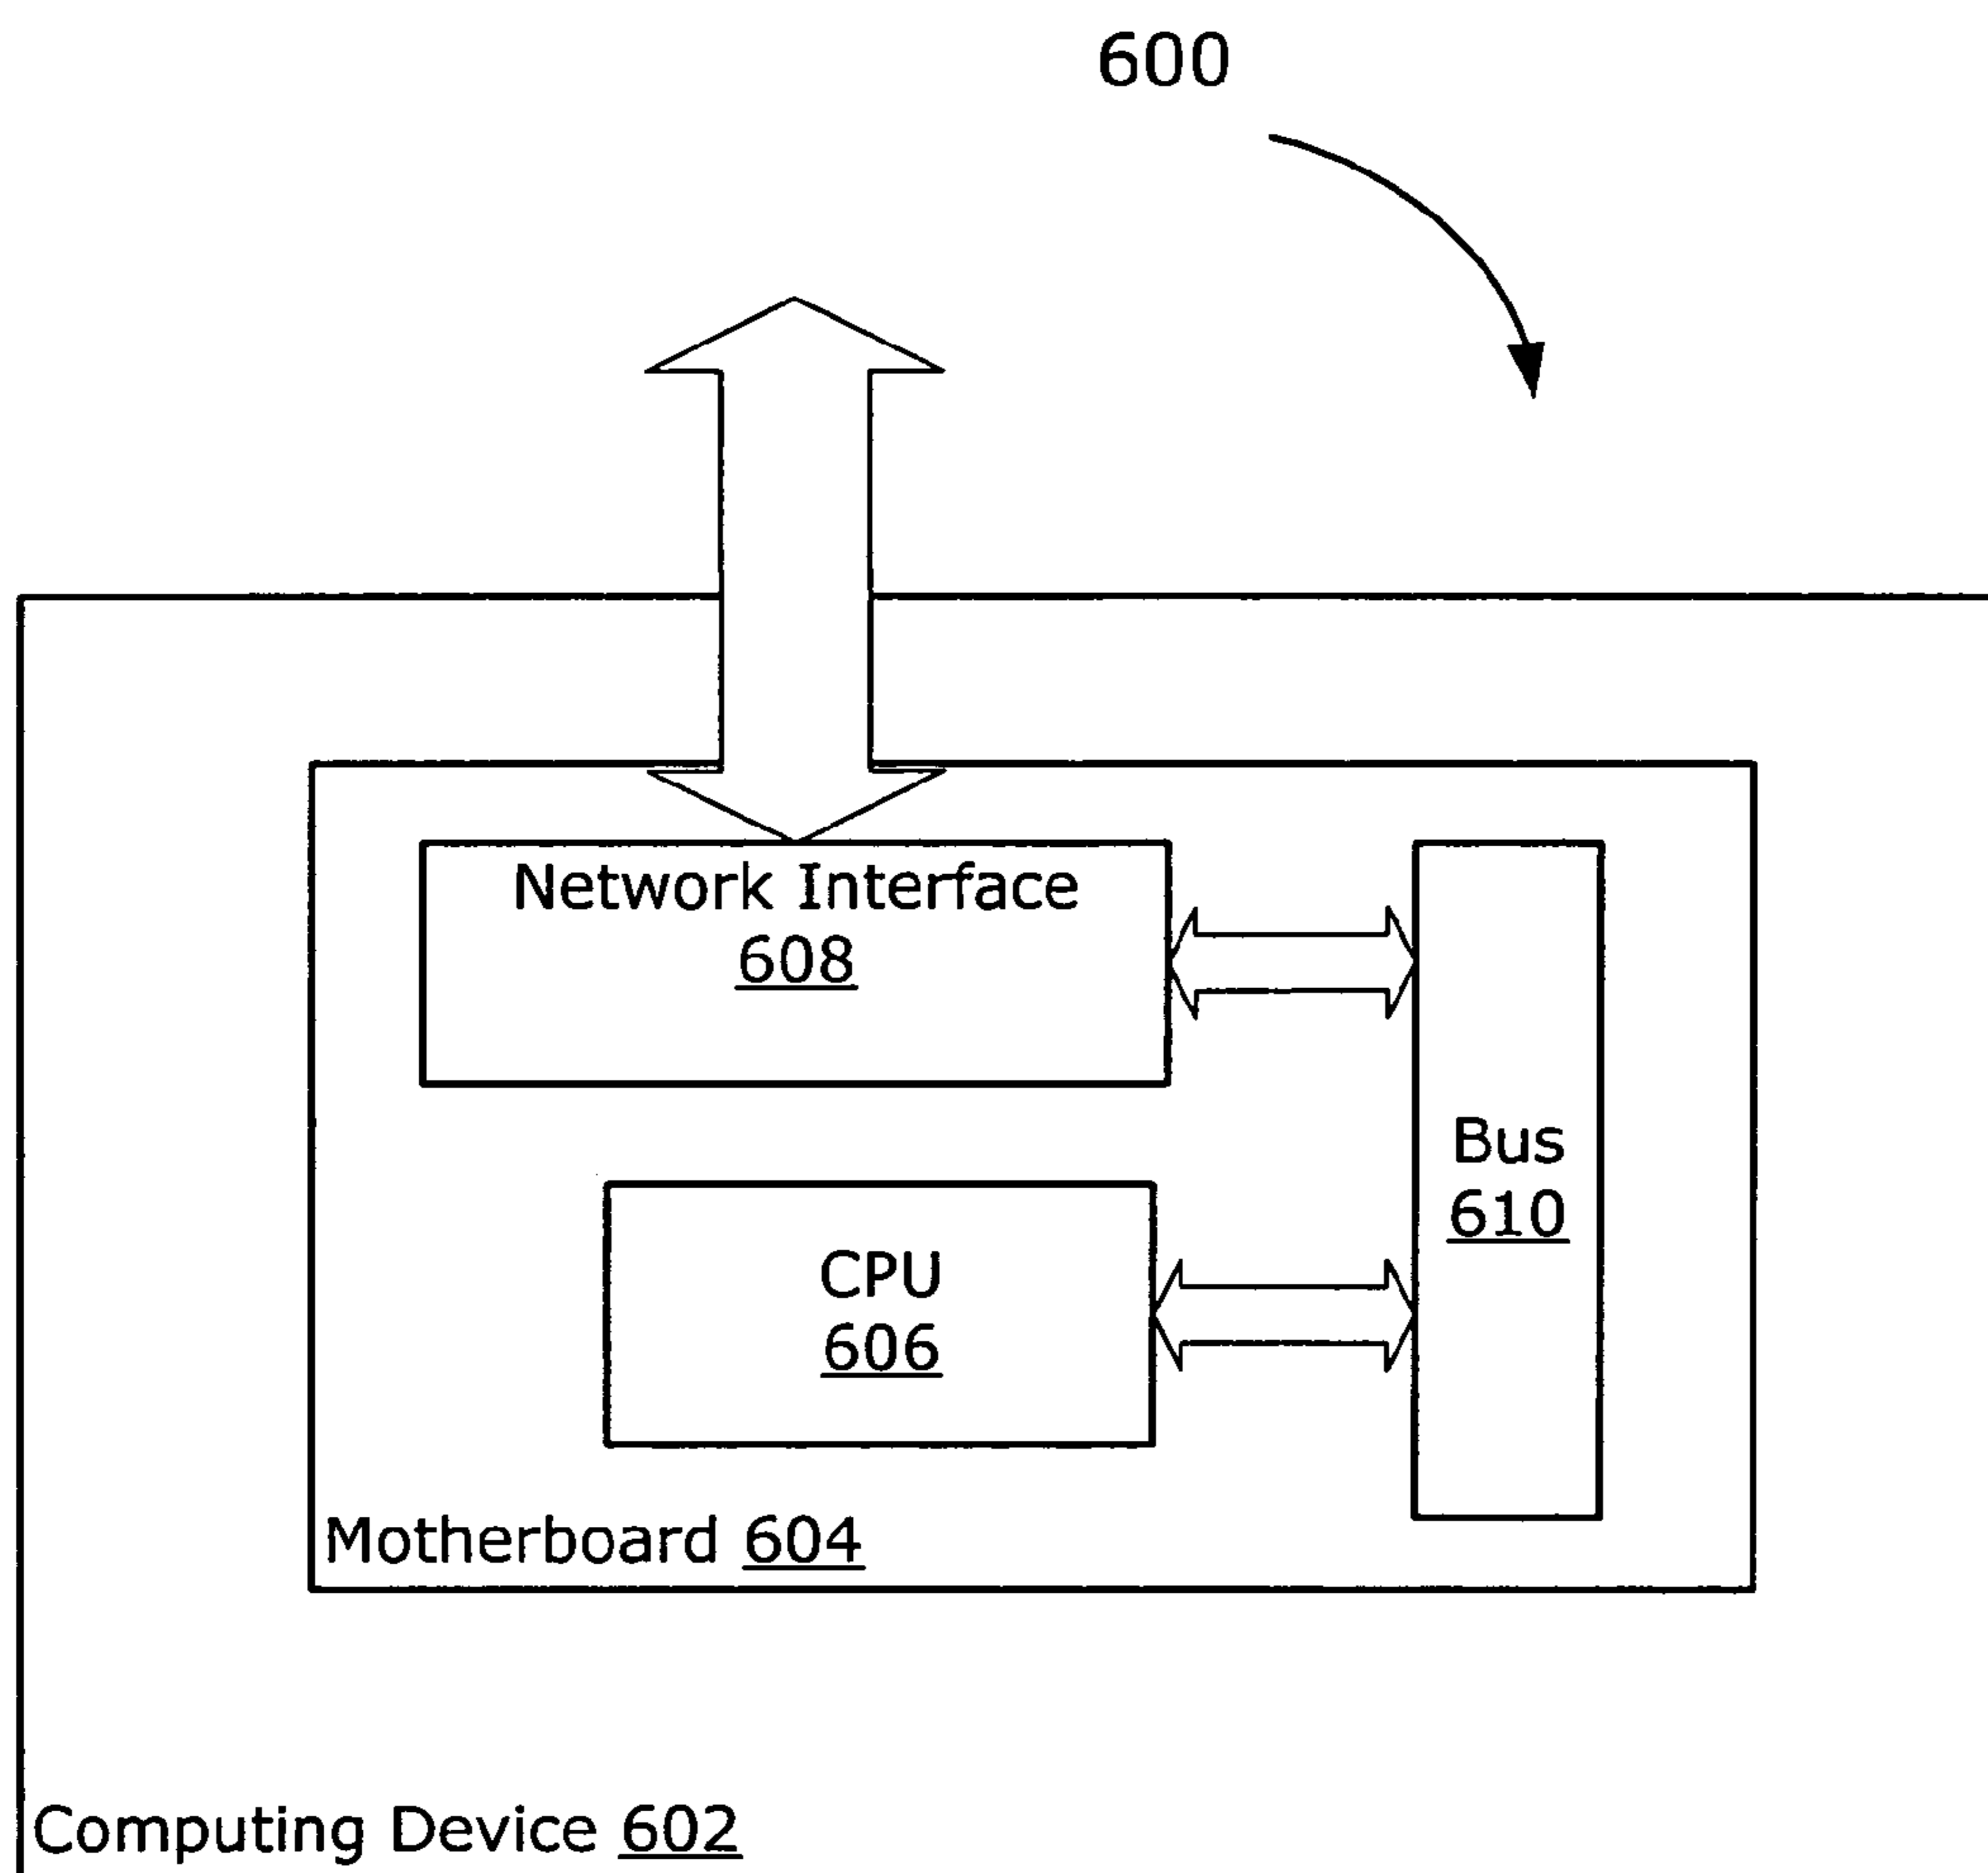 600
Network Interface
608
Bus
610
CPU
606
Motherboard 604
Computing Device 602